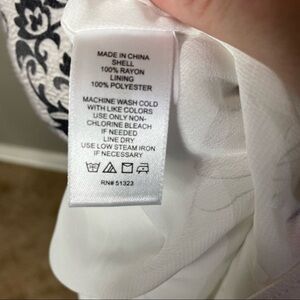 MADE IN CHINA
SHELL
100% RAYON
LINING
100% POLYESTER
MACHINE WASH COLD
WITH LIKE COLORS
USE ONLY NON-
CHLORINE BLEACH
IF NEEDED
LINE DRY
USE LOW STEAM IRON
IF NECESSARY
RN# 51323